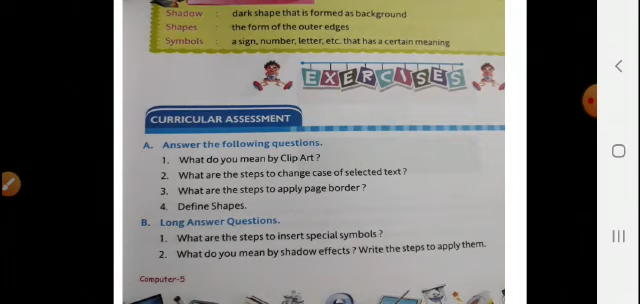 Shadow : dark shape that is formed as background
Shapes : the form of the outer edges
Symbols : a sign, number, letter, etc. that has a certain meaning
EXERCISES
CURRICULAR ASSESSMENT
A. Answer the following questions.
1. What do you mean by Clip Art ?
2. What are the steps to change case of selected text ?
3. What are the steps to apply page border ?
4. Define Shapes.
B. Long Answer Questions.
1. What are the steps to insert special symbols ?
2. What do you mean by shadow effects ? Write the steps to apply them.
Computer-5